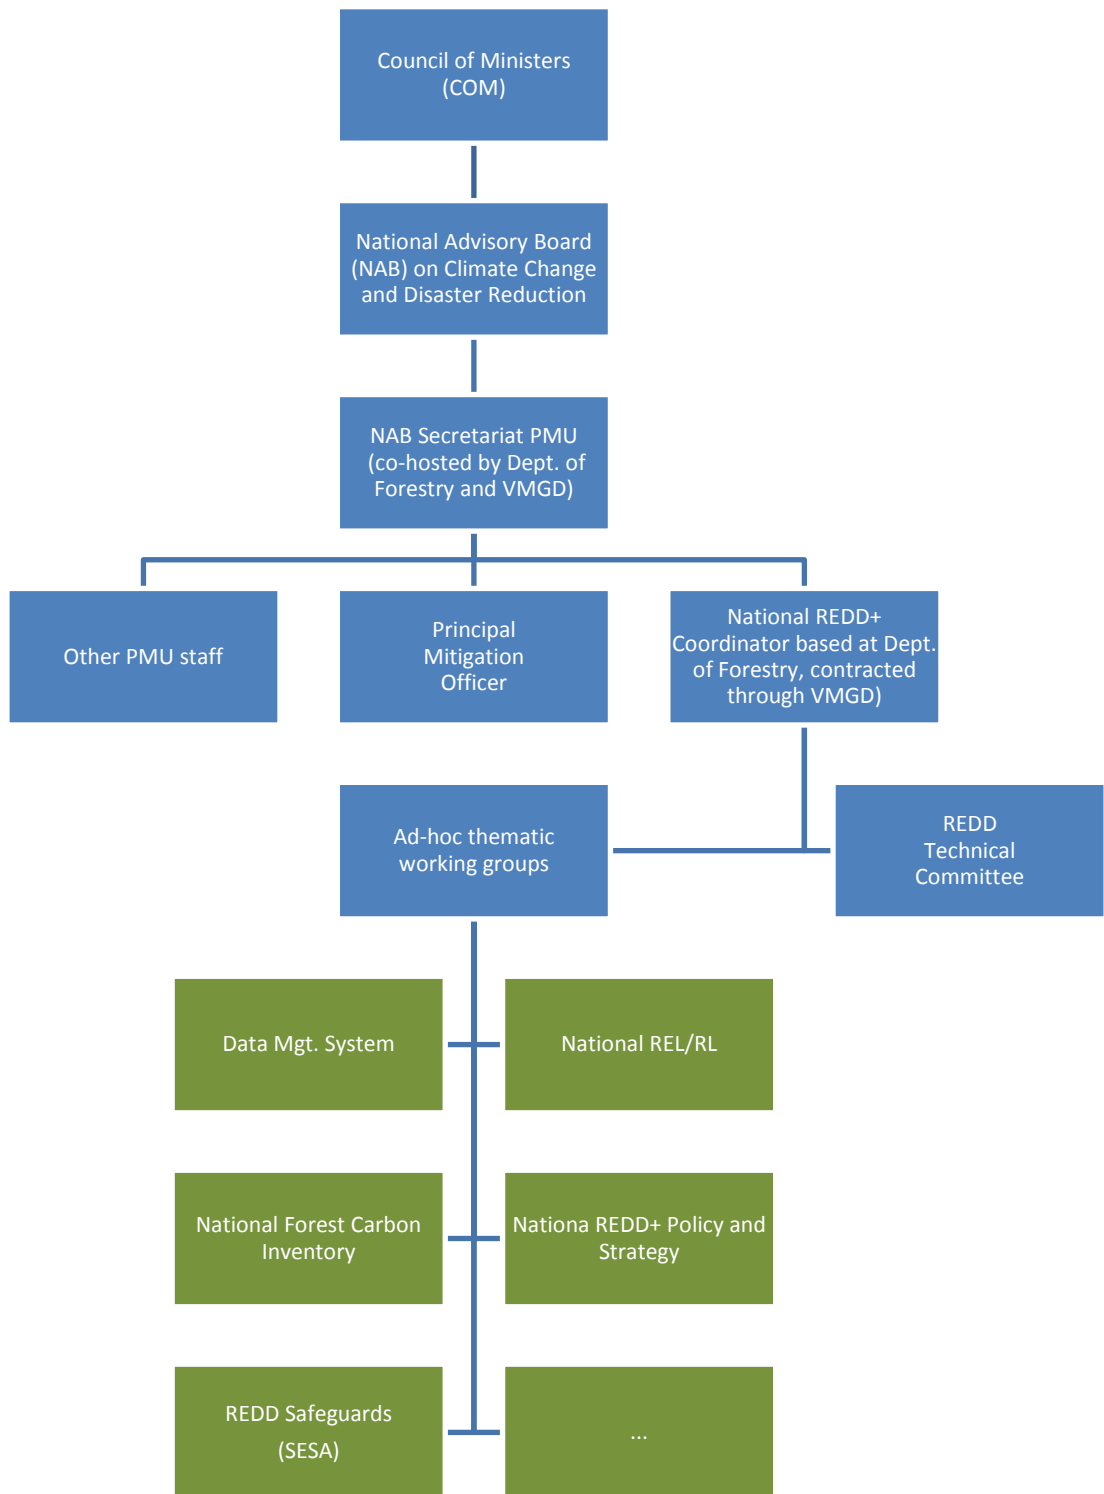 Council of Ministers
(COM)
National Advisory Board
(NAB) on Climate Change
and Disaster Reduction
NAB Secretariat PMU
(co-hosted by Dept. of
Forestry and VMGD)
Other PMU staff
Principal
Mitigation
Officer
National REDD+
Coordinator based at Dept.
of Forestry, contracted
through VMGD)
Ad-hoc thematic
working groups
REDD
Technical
Committee
Data Mgt. System
National REL/RL
National Forest Carbon
Inventory
Nationa REDD+ Policy and
Strategy
REDD Safeguards
(SESA)
...